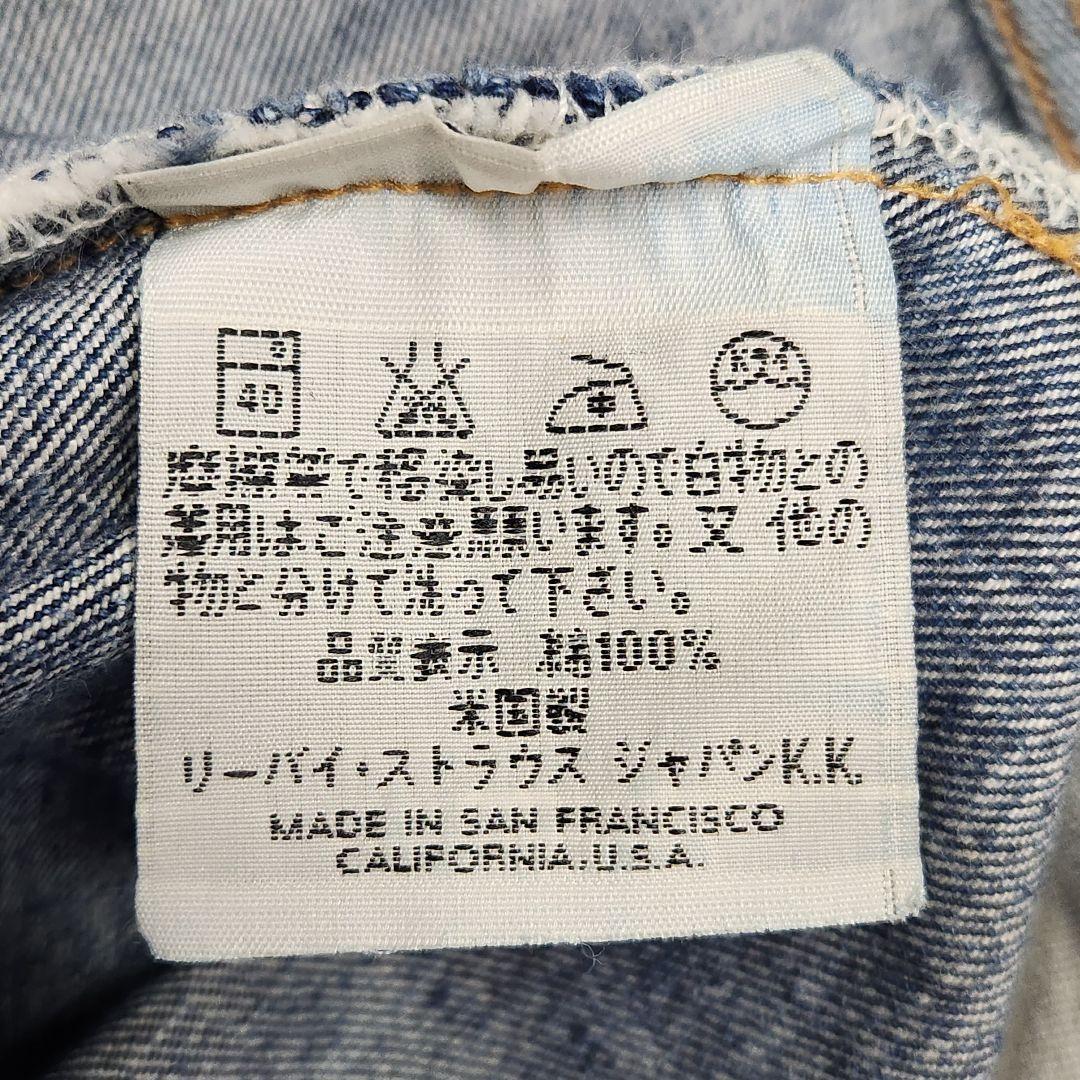 40 中
摩擦等で移染し易いので白物との
着用はご注意願います。又 他の
物と分けて洗って下さい。
品質表示 綿100%
米国製
リーバイ・ストラウス ジャパンK.K.
MADE IN SAN FRANCISCO
CALIFORNIA.U.S.A.